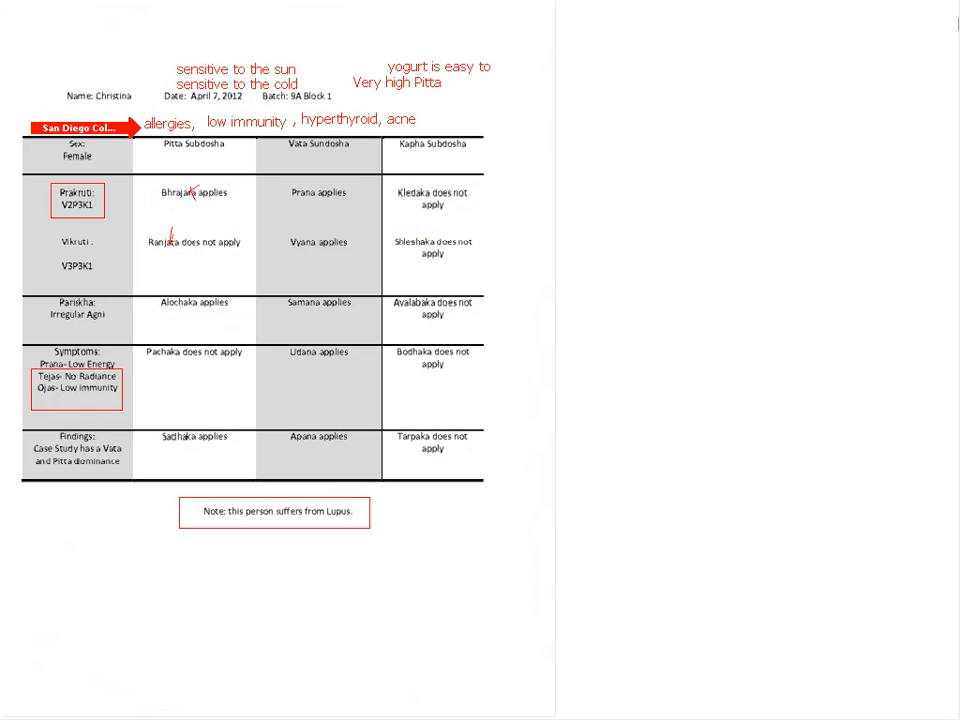 sensitive to the sun
yogurt is easy to
sensitive to the cold
Very high Pitta
Name: Christina Date: April 7, 2012 Batch: 9A Block 1
San Diego Col...
allergies, low immunity , hyperthyroid, acne
Sex:
Female
Pitta Subdosha
Vata Sundosha
Kapha Subdosha
Prakruti:
V2P3K1
Bhrajara applies
Prana applies
Kledaka does not
apply
Vikruti .
V3P3K1
Ranjara does not apply
Vyana applies
Shleshaka does not
apply
Pariskha:
Irregular Agni
Alochaka applies
Samana applies
Avalabaka does not
apply
Symptoms:
Prana- Low Energy
Tejas- No Radiance
Ojas- Low immunity
Pachaka does not apply
Udana applies
Bodhaka does not
apply
Findings:
Case Study has a Vata
and Pitta dominance
Sadhaka applies
Apana applies
Tarpaka does not
apply
Note: this person suffers from Lupus.